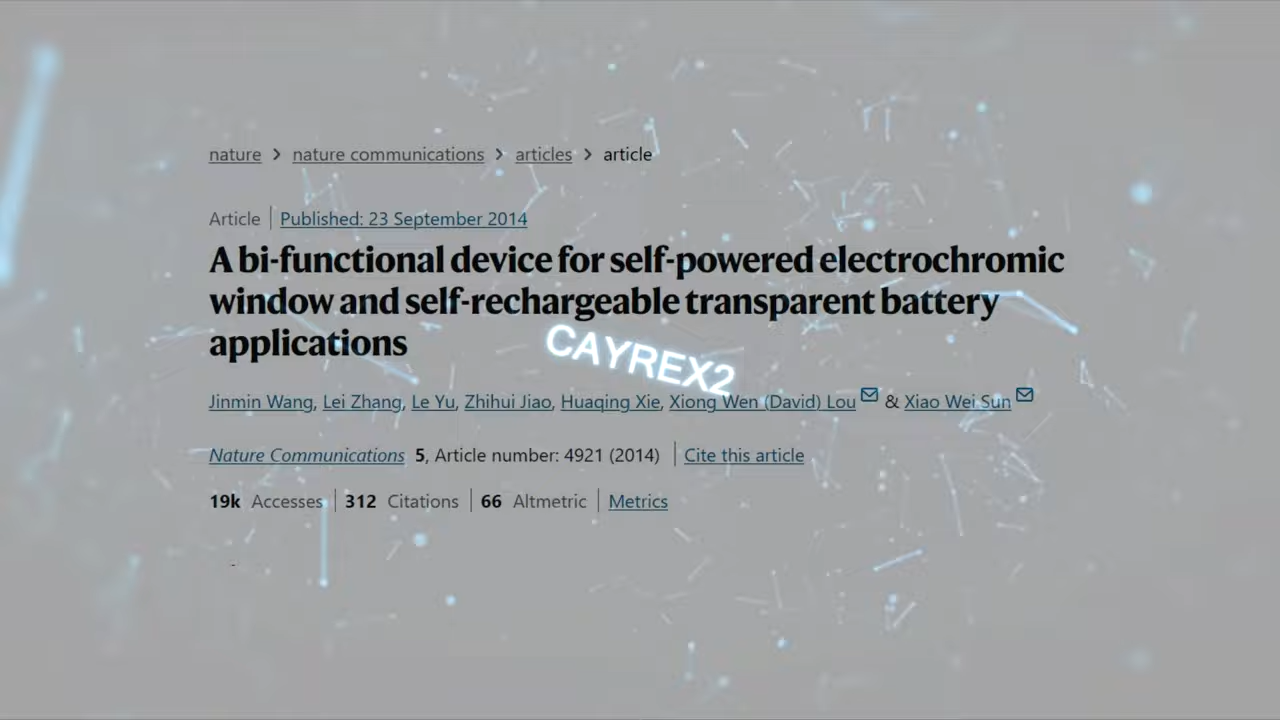 nature > nature communications > articles > article
Article | Published: 23 September 2014
A bi-functional device for self-powered electrochromic
window and self-rechargeable transparent battery
applications
CAYREX2
Jinmin Wang, Lei Zhang, Le Yu, Zhihui Jiao, Huaqing Xie, Xiong Wen (David) Lou & Xiao Wei Sun
Nature Communications 5, Article number: 4921 (2014) | Cite this article
19k Accesses | 312 Citations | 66 Altmetric | Metrics